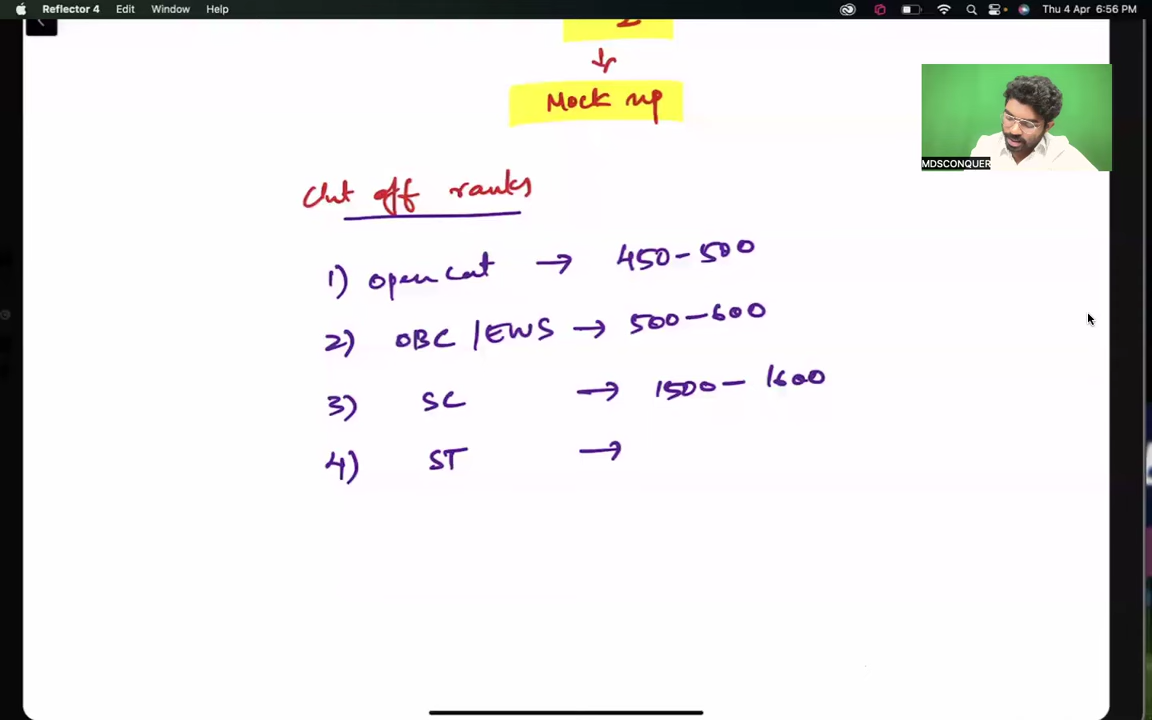 Reflector 4 Edit Window Help Thu 4 Apr 6:56 PM
Mock up
MDSCONQUER
Cut off ranks
1) open cat → 450-500
2) OBC /EWS → 500-600
3) SC → 1500-1600
4) ST →